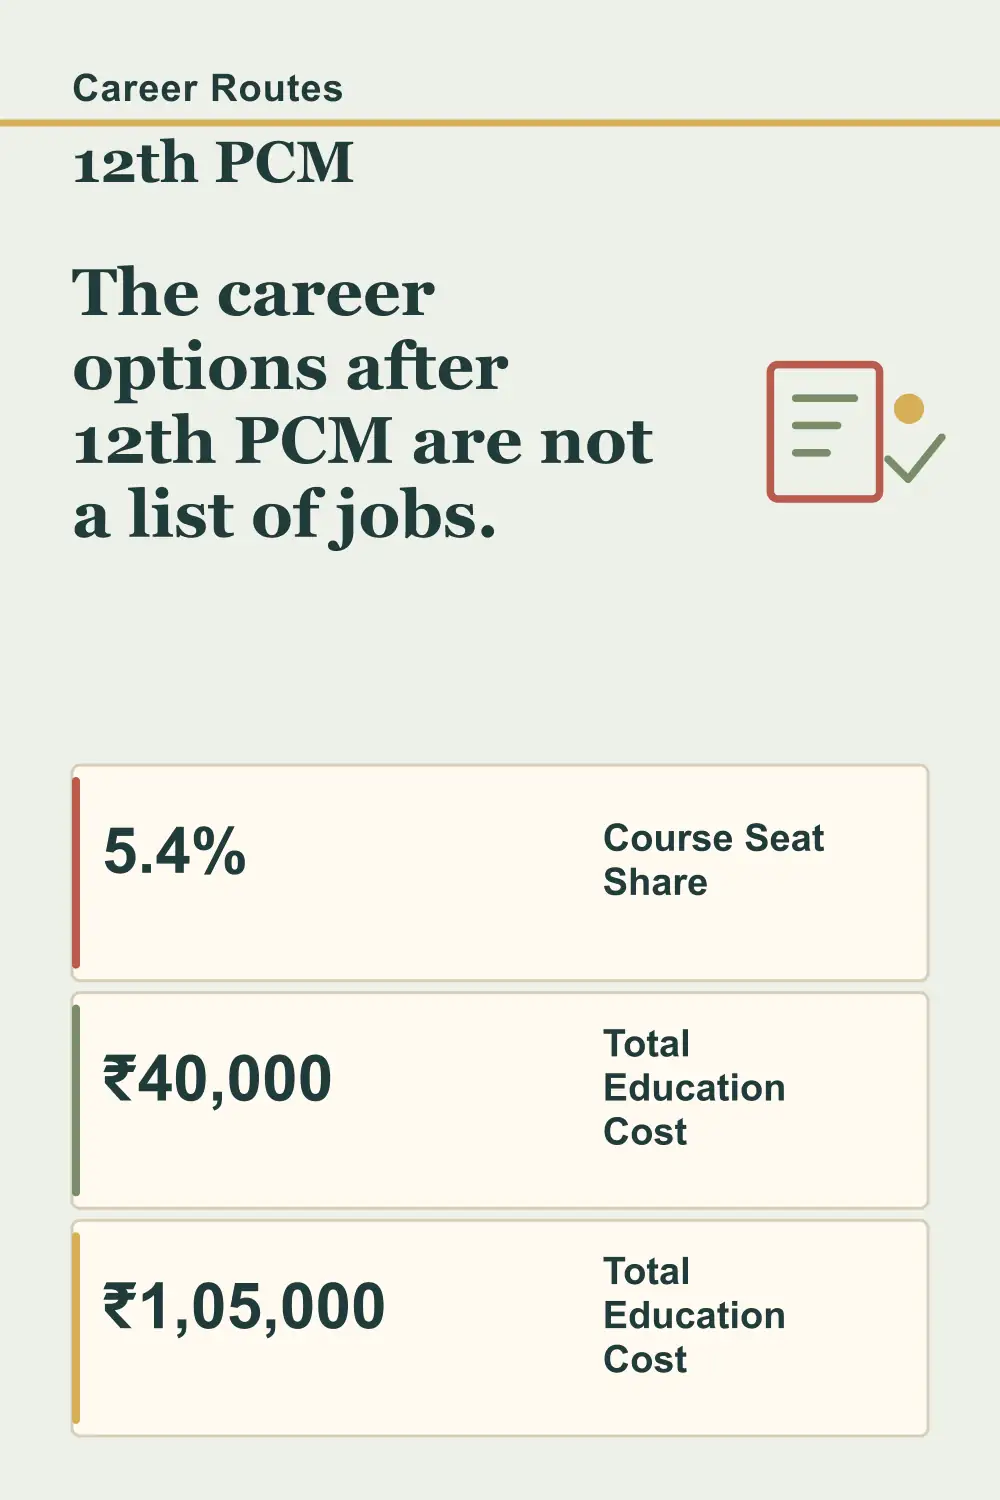 Career Routes
12th PCM
The career
options after
12th PCM are not
a list of jobs.
5.4%
Course Seat
Share
₹40,000
Total
Education
Cost
₹1,05,000
Total
Education
Cost